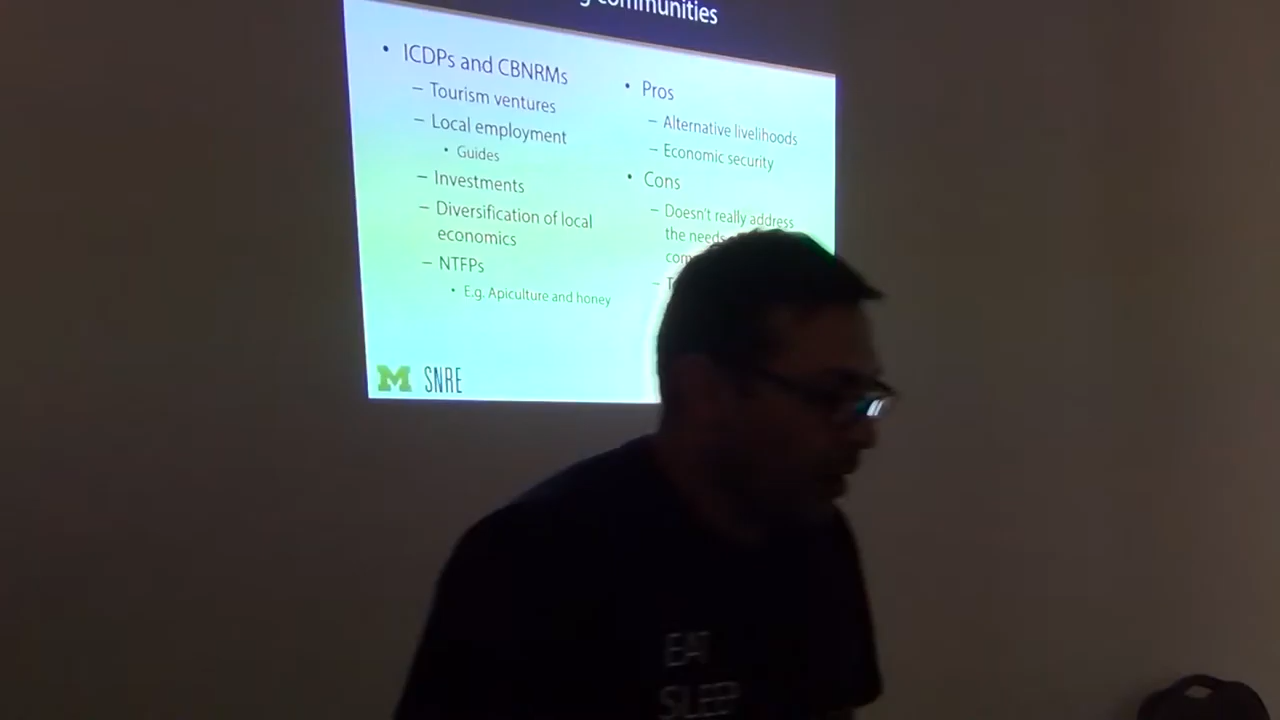 communities
• ICDPs and CBNRMs
– Tourism ventures
– Local employment
• Guides
– Investments
– Diversification of local
economics
– NTFPs
• E.g. Apiculture and honey
• Pros
– Alternative livelihoods
– Economic security
• Cons
– Doesn't really address
the needs
M SNRE
EAT
SLEEP